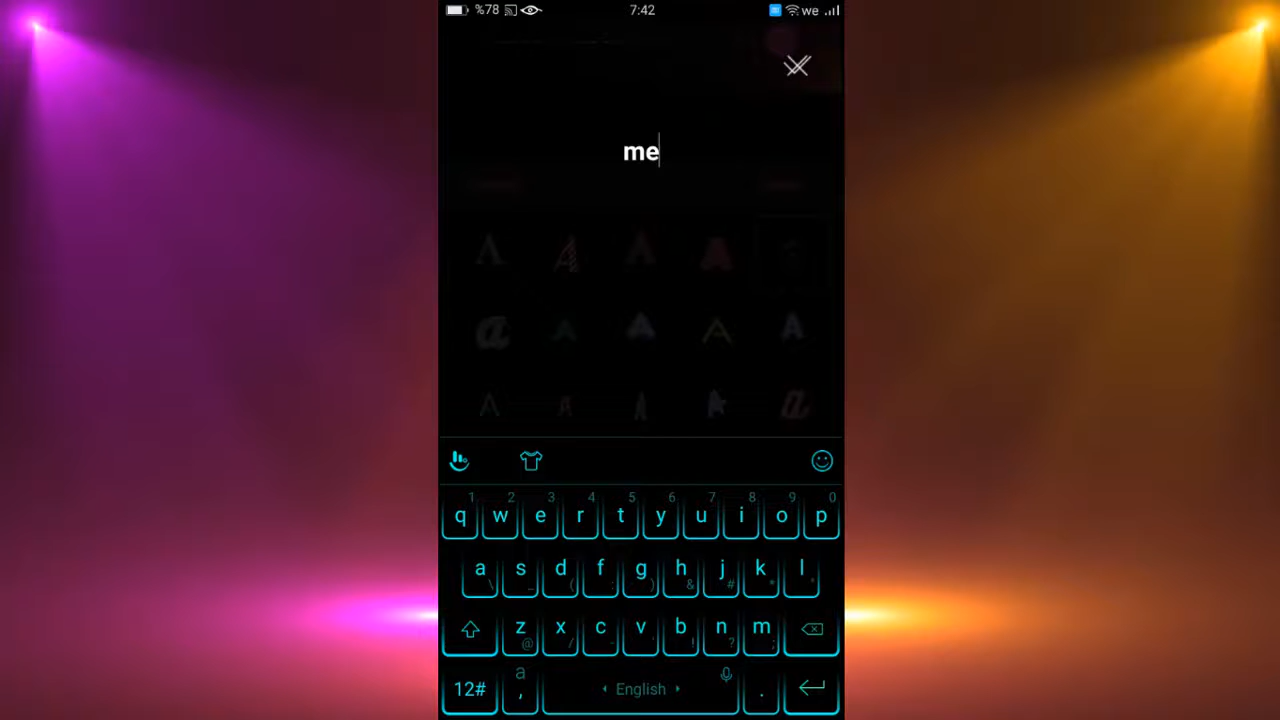 %78 7:42 we
me
1 2 3 4 5 6 7 8 9 0
q w e r t y u i o p
a s d f g h j k l
\ _ ( : ) & # *
z x c v b n m
@ / - ' ! ? ;
a
12# , English .